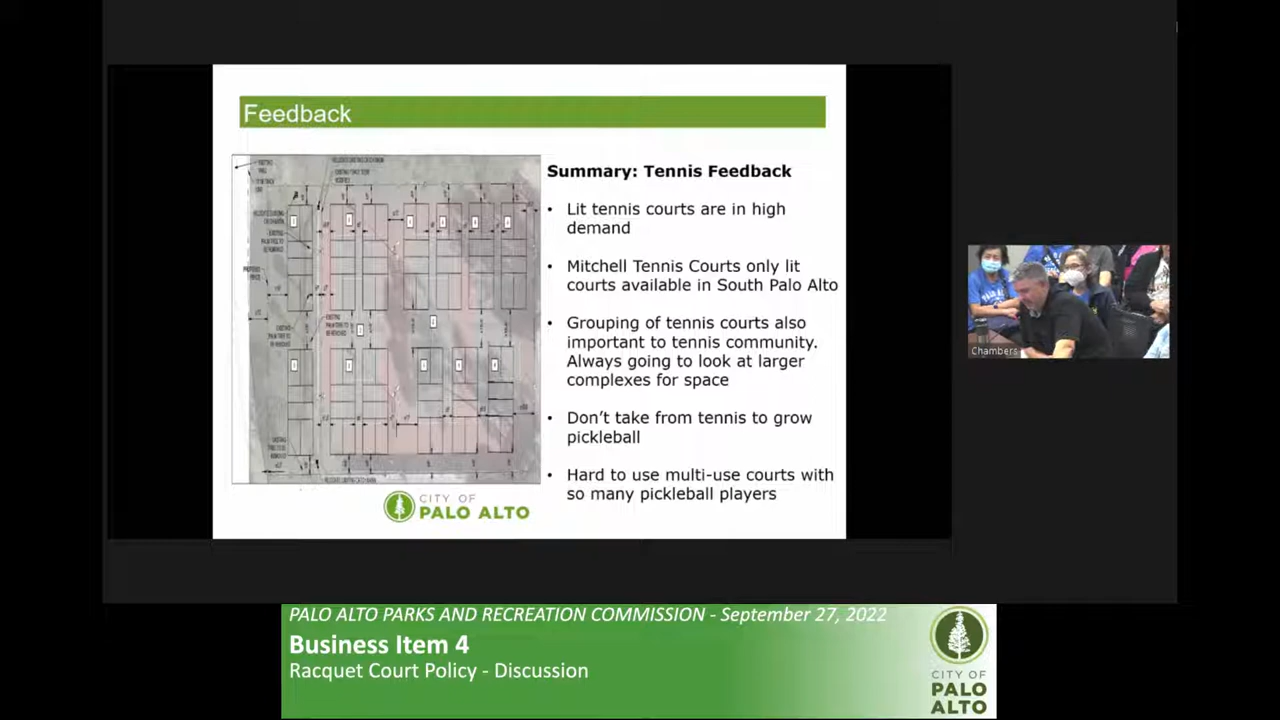 Feedback
Summary: Tennis Feedback
• Lit tennis courts are in high
demand
• Mitchell Tennis Courts only lit
courts available in South Palo Alto
• Grouping of tennis courts also
important to tennis community.
Always going to look at larger
complexes for space
• Don't take from tennis to grow
pickleball
• Hard to use multi-use courts with
so many pickleball players
CITY OF
PALO ALTO
Chambers
PALO ALTO PARKS AND RECREATION COMMISSION - September 27, 2022
Business Item 4
Racquet Court Policy - Discussion
CITY OF
PALO
ALTO